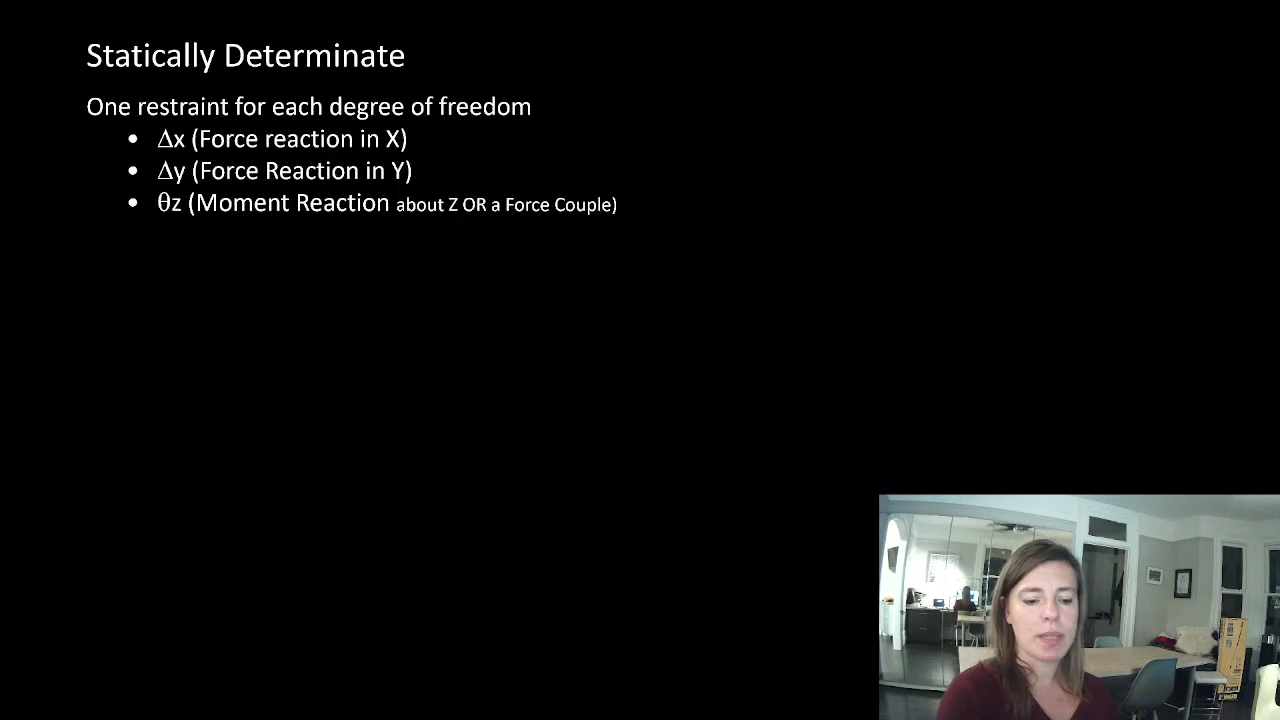 Statically Determinate
One restraint for each degree of freedom
• Δx (Force reaction in X)
• Δy (Force Reaction in Y)
• θz (Moment Reaction about Z OR a Force Couple)